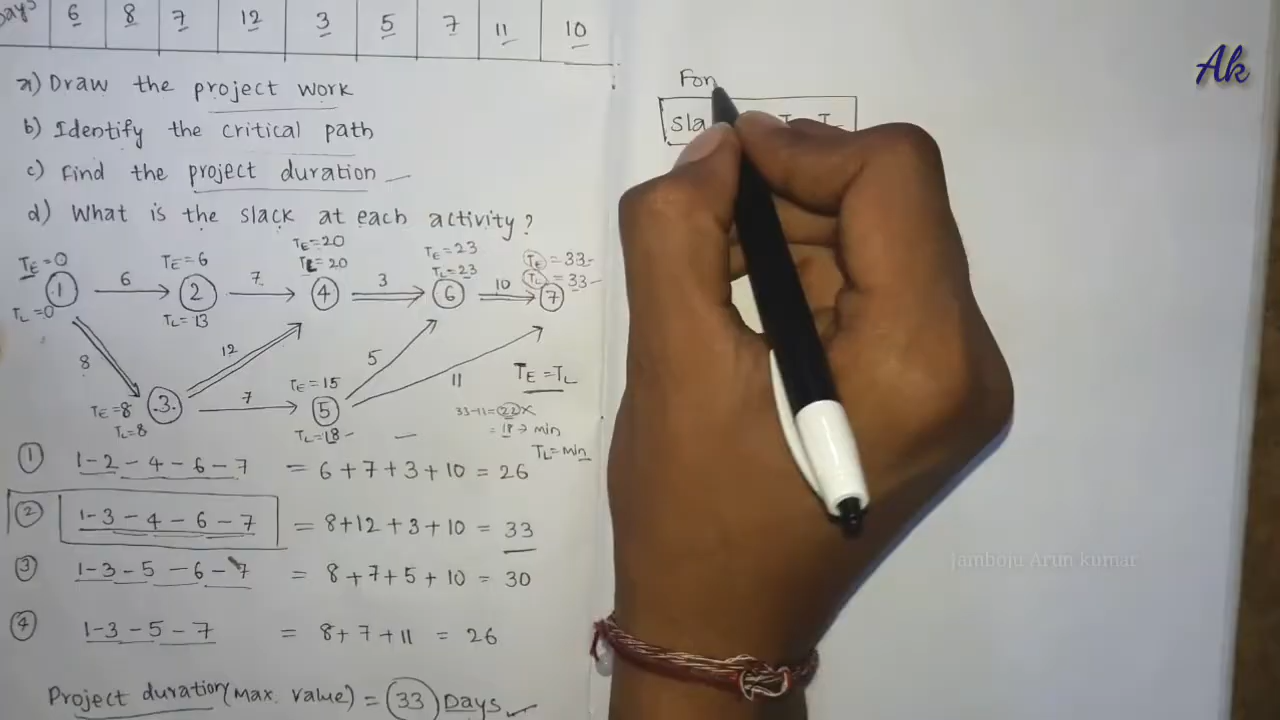 Days 6 8 7 12 3 5 7 11 10
a) Draw the project work
b) Identify the critical path
c) Find the project duration
d) What is the slack at each activity?
TE=0
TL=0
1
6
TE=6
2
TL=13
7
TE=20
TL=20
4
3
TE=23
TL=23
6
10
TE=33
TL=33
7
8
12
5
11
TE=TL
TE=8
TL=8
3
7
TE=15
5
TL=18
33-11=22 X
=18→min
TL=min
① 1-2-4-6-7 = 6+7+3+10 = 26
② 1-3-4-6-7 = 8+12+3+10 = 33
③ 1-3-5-6-7 = 8+7+5+10 = 30
④ 1-3-5-7 = 8+7+11 = 26
Project duration(max. value) = 33 Days
Ak
Jamboju Arun kumar